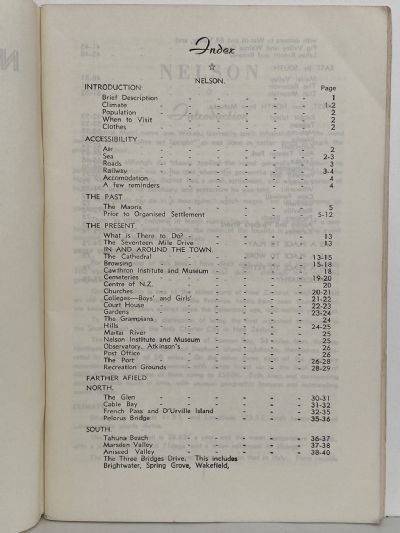 Index
NELSON.
INTRODUCTION: Page
Brief Description - - - - - - 1
Climate - - - - - - 1-2
Population - - - - - - 2
When to Visit - - - - - - 2
Clothes - - - - - - 2
ACCESSIBILITY
Air - - - - - - 2
Sea - - - - - - 2-3
Roads - - - - - - 3
Railway - - - - - - 3-4
Accomodation - - - - - - 4
A few reminders - - - - - - 4
THE PAST
The Maoris - - - - - - 5
Prior to Organised Settlement - - - - 5-12
THE PRESENT
What is There to Do? - - - - - 13
The Seventeen Mile Drive - - - - - 13
IN AND AROUND THE TOWN.
The Cathedral - - - - - - 13-15
Browsing - - - - - - 15-18
Cawthron Institute and Museum - - - - 18
Cemeteries - - - - - - 19-20
Centre of N.Z. - - - - - - 20
Churches - - - - - - 20-21
Colleges—Boys' and Girls' - - - - - 21-22
Court House - - - - - - 22-23
Gardens - - - - - - 23-24
The Grampians - - - - - - 24
Hills - - - - - - 24-25
Maitai River - - - - - - 25
Nelson Institute and Museum - - - - 25
Observatory, Atkinson's - - - - - 26
Post Office - - - - - - 26
The Port - - - - - - 26-28
Recreation Grounds - - - - - 28-29
FARTHER AFIELD
NORTH.
The Glen - - - - - - 30-31
Cable Bay - - - - - - 31-32
French Pass and D'Urville Island - - - - 32-35
Pelorus Bridge - - - - - - 35-36
SOUTH.
Tahuna Beach - - - - - - 36-37
Marsden Valley - - - - - - 37-38
Aniseed Valley - - - - - - 38-40
The Three Bridges Drive. This includes
Brightwater, Spring Grove, Wakefield,